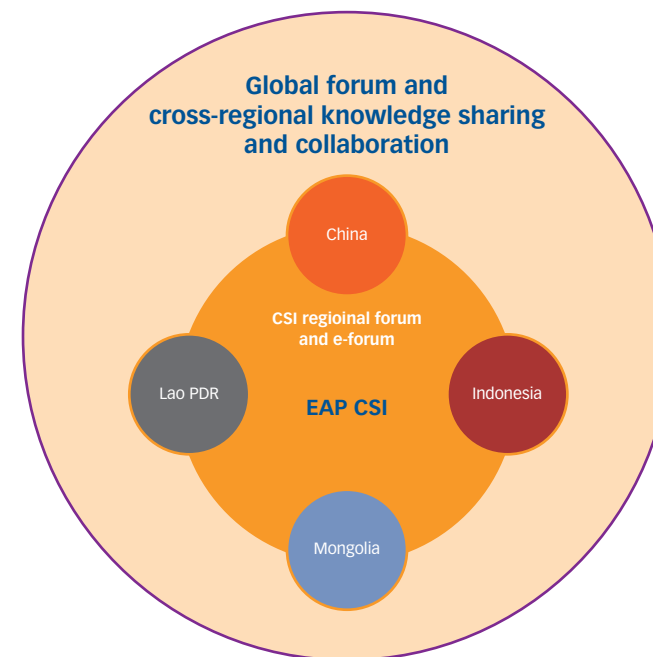 Global forum and
cross-regional knowledge sharing
and collaboration
China
CSI regioinal forum
and e-forum
Lao PDR
EAP CSI
Indonesia
Mongolia